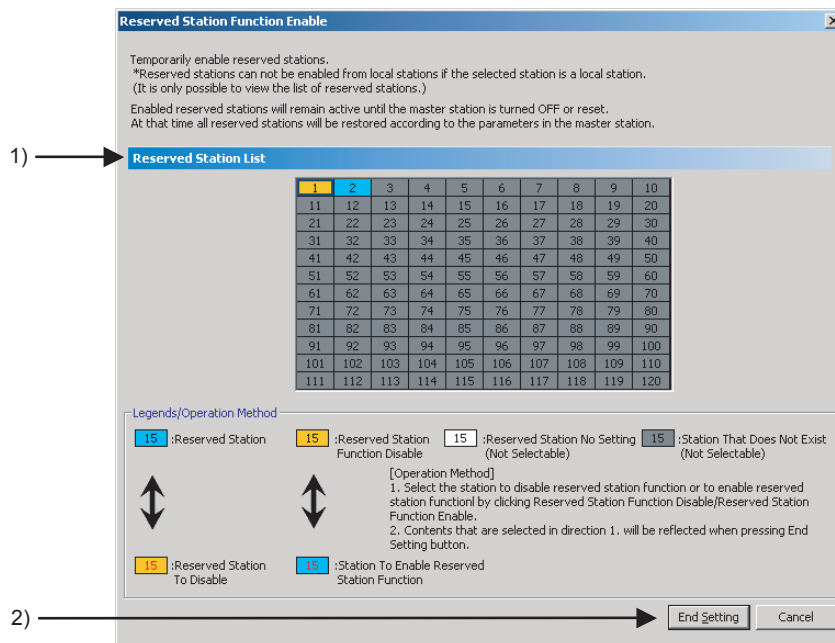 Reserved Station Function Enable
Temporarily enable reserved stations.
*Reserved stations can not be enabled from local stations if the selected station is a local station.
(It is only possible to view the list of reserved stations.)
Enabled reserved stations will remain active until the master station is turned OFF or reset.
At that time all reserved stations will be restored according to the parameters in the master station.
1)
Reserved Station List
1 2 3 4 5 6 7 8 9 10
11 12 13 14 15 16 17 18 19 20
21 22 23 24 25 26 27 28 29 30
31 32 33 34 35 36 37 38 39 40
41 42 43 44 45 46 47 48 49 50
51 52 53 54 55 56 57 58 59 60
61 62 63 64 65 66 67 68 69 70
71 72 73 74 75 76 77 78 79 80
81 82 83 84 85 86 87 88 89 90
91 92 93 94 95 96 97 98 99 100
101 102 103 104 105 106 107 108 109 110
111 112 113 114 115 116 117 118 119 120
Legends/Operation Method
15 :Reserved Station
15 :Reserved Station
Function Disable
15 :Reserved Station No Setting
(Not Selectable)
15 :Station That Does Not Exist
(Not Selectable)
[Operation Method]
1. Select the station to disable reserved station function or to enable reserved
station functionl by clicking Reserved Station Function Disable/Reserved Station
Function Enable.
2. Contents that are selected in direction 1. will be reflected when pressing End
Setting button.
15 :Reserved Station
To Disable
15 :Station To Enable Reserved
Station Function
2)
End Setting
Cancel